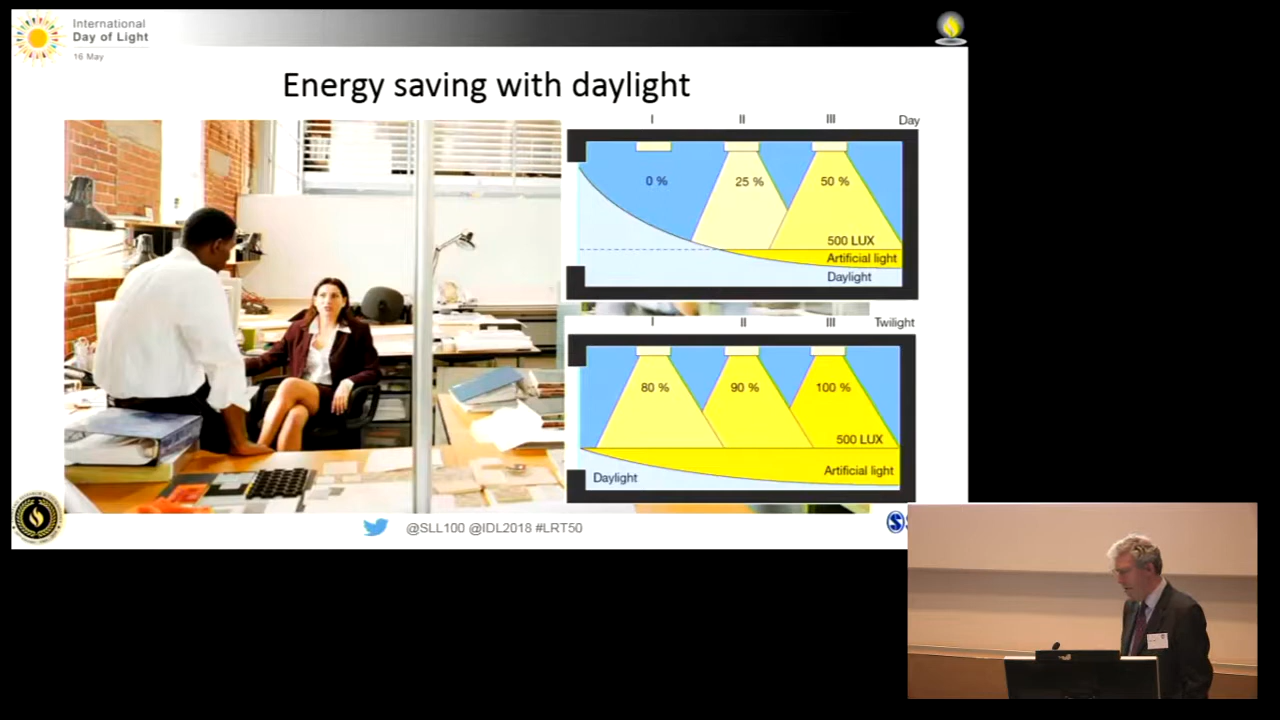 International
Day of Light
16 May
Energy saving with daylight
I II III Day
0 % 25 % 50 %
500 LUX
Artificial light
Daylight
I II III Twilight
80 % 90 % 100 %
500 LUX
Artificial light
Daylight
@SLL100 @IDL2018 #LRT50